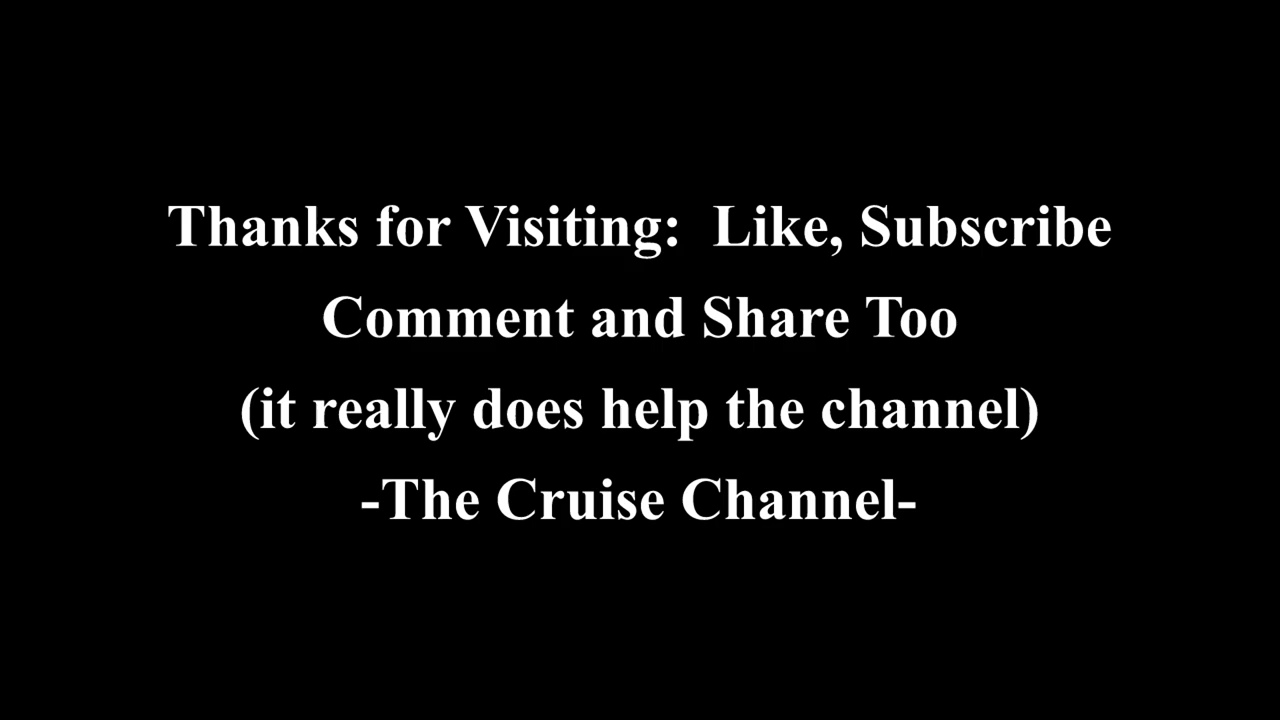 Thanks for Visiting:  Like, Subscribe
Comment and Share Too
(it really does help the channel)
-The Cruise Channel-